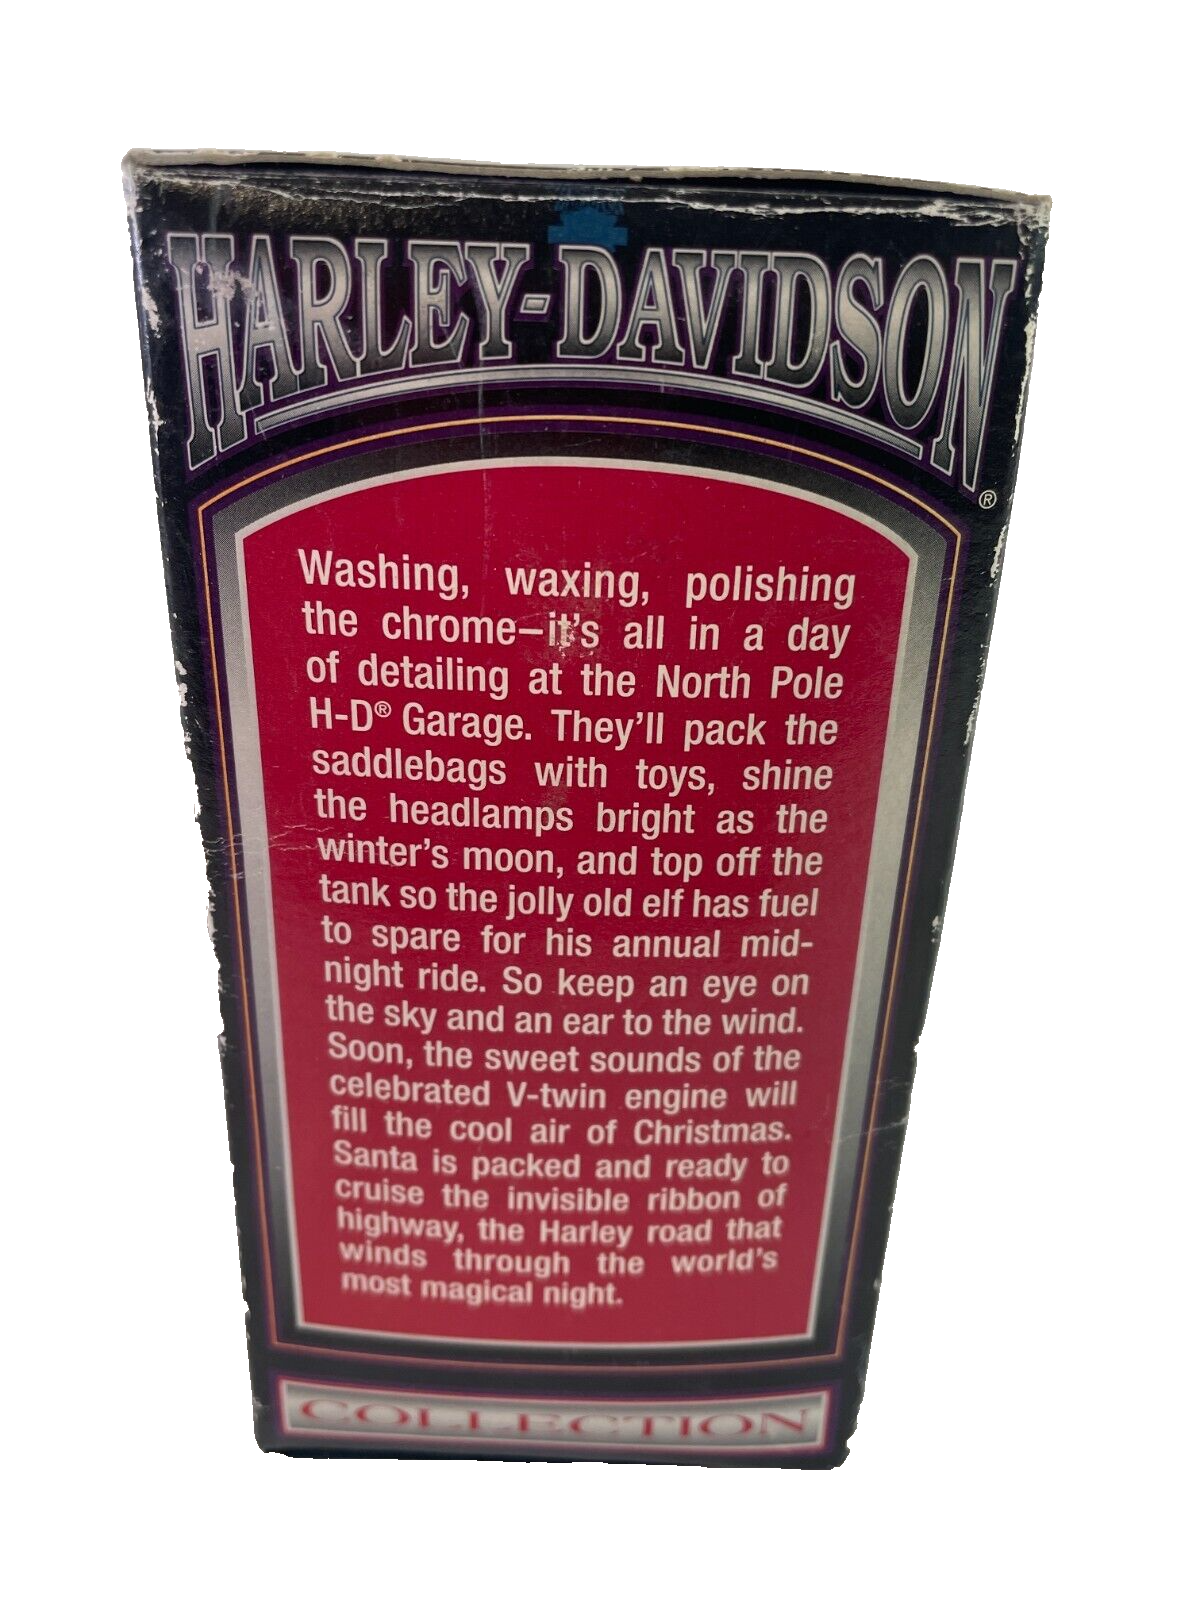 HARLEY-DAVIDSON®
Washing, waxing, polishing
the chrome–it's all in a day
of detailing at the North Pole
H-D® Garage. They'll pack the
saddlebags with toys, shine
the headlamps bright as the
winter's moon, and top off the
tank so the jolly old elf has fuel
to spare for his annual mid-
night ride. So keep an eye on
the sky and an ear to the wind.
Soon, the sweet sounds of the
celebrated V-twin engine will
fill the cool air of Christmas.
Santa is packed and ready to
cruise the invisible ribbon of
highway, the Harley road that
winds through the world's
most magical night.
COLLECTION